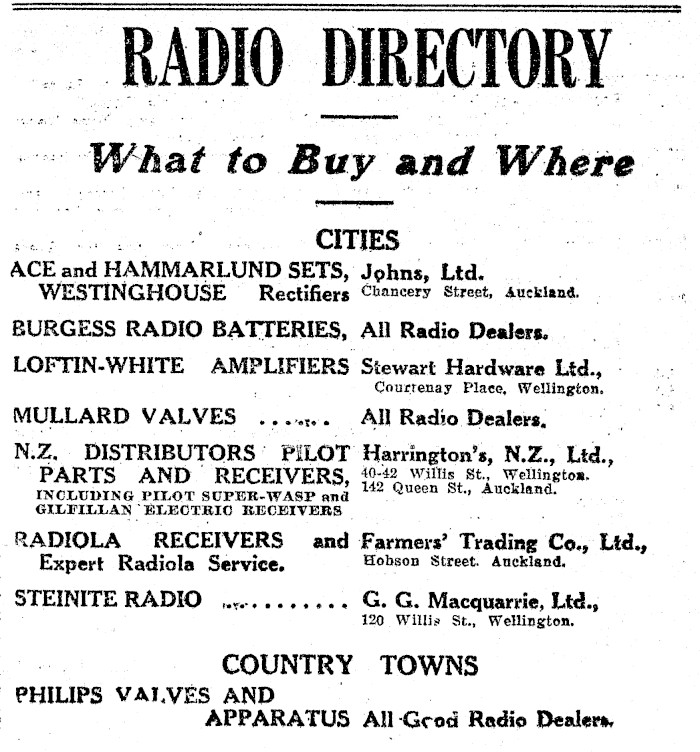 RADIO DIRECTORY
What to Buy and Where
CITIES
ACE and HAMMARLUND SETS, Johns, Ltd.
WESTINGHOUSE Rectifiers Chancery Street, Auckland.
BURGESS RADIO BATTERIES, All Radio Dealers.
LOFTIN-WHITE AMPLIFIERS Stewart Hardware Ltd.,
Courtenay Place, Wellington.
MULLARD VALVES ....... All Radio Dealers.
N.Z. DISTRIBUTORS PILOT Harrington's, N.Z., Ltd.,
PARTS AND RECEIVERS, 40-42 Willis St., Wellington.
142 Queen St., Auckland.
INCLUDING PILOT SUPER-WASP and
GILFILLAN ELECTRIC RECEIVERS
RADIOLA RECEIVERS and Farmers' Trading Co., Ltd.,
Expert Radiola Service. Hobson Street. Auckland.
STEINITE RADIO ............. G. G. Macquarrie, Ltd.,
120 Willis St., Wellington.
COUNTRY TOWNS
PHILIPS VALVES AND
APPARATUS All Good Radio Dealers.